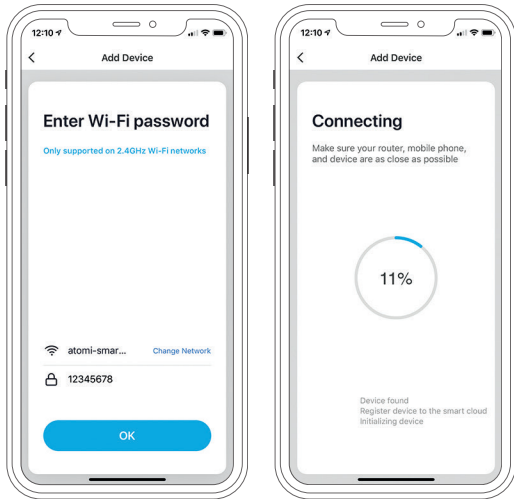 12:10
Add Device
Enter Wi-Fi password
Only supported on 2.4GHz Wi-Fi networks
atomi-smar...
Change Network
12345678
OK
12:10
Add Device
Connecting
Make sure your router, mobile phone,
and device are as close as possible
11%
Device found
Register device to the smart cloud
Initializing device